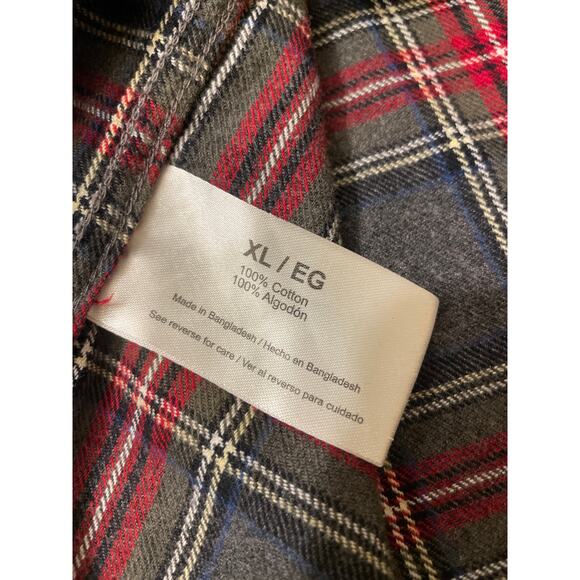 XL / EG
100% Cotton
100% Algodón
Made in Bangladesh / Hecho en Bangladesh
See reverse for care / Ver al reverso para cuidado